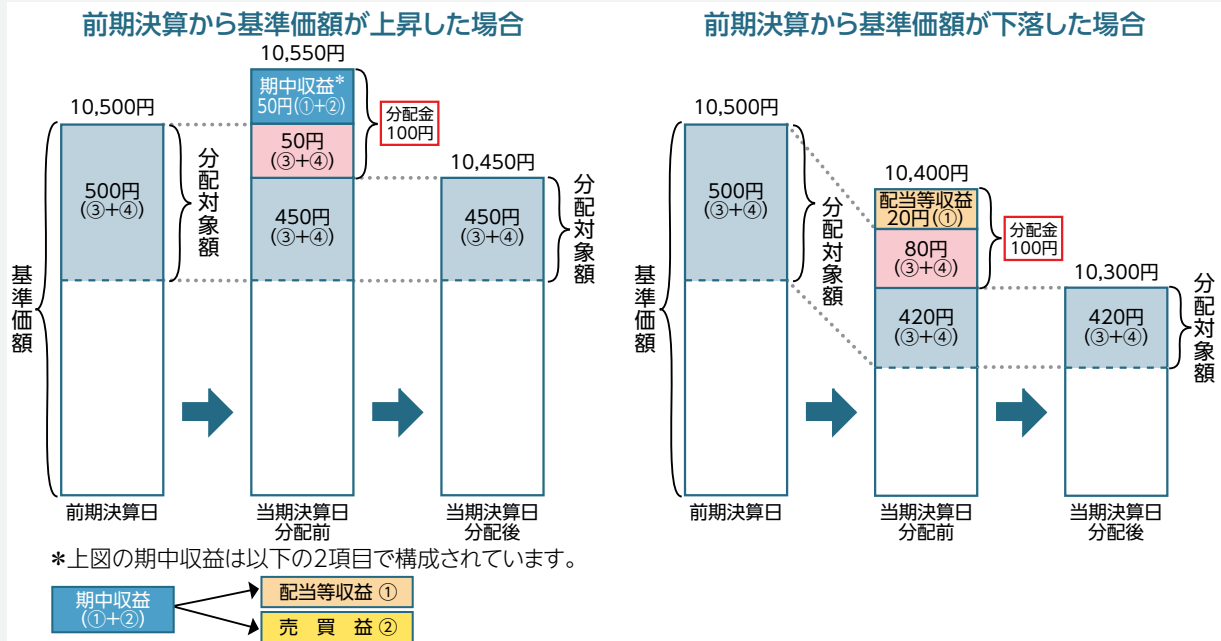 前期決算から基準価額が上昇した場合
10,500円
500円
(③+④)
分配対象額
基準価額
前期決算日
10,550円
期中収益*
50円(①+②)
50円
(③+④)
450円
(③+④)
分配金
100円
当期決算日
分配前
10,450円
450円
(③+④)
分配対象額
当期決算日
分配後
*上図の期中収益は以下の2項目で構成されています。
期中収益
(①+②)
配当等収益 ①
売 買 益 ②
前期決算から基準価額が下落した場合
10,500円
500円
(③+④)
分配対象額
基準価額
前期決算日
10,400円
配当等収益
20円(①)
80円
(③+④)
420円
(③+④)
分配金
100円
当期決算日
分配前
10,300円
420円
(③+④)
分配対象額
当期決算日
分配後